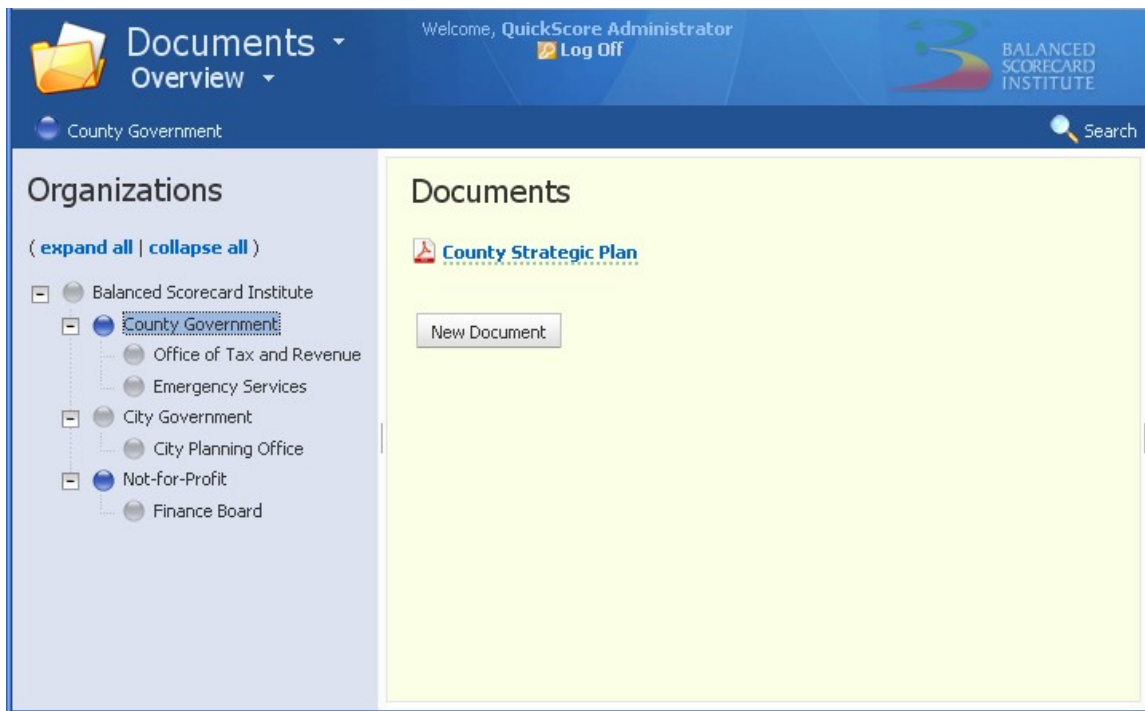 Documents
Overview
Welcome, QuickScore Administrator
Log Off
BALANCED
SCORECARD
INSTITUTE
County Government
Search
Organizations
( expand all | collapse all )
Balanced Scorecard Institute
County Government
Office of Tax and Revenue
Emergency Services
City Government
City Planning Office
Not-for-Profit
Finance Board
Documents
County Strategic Plan
New Document